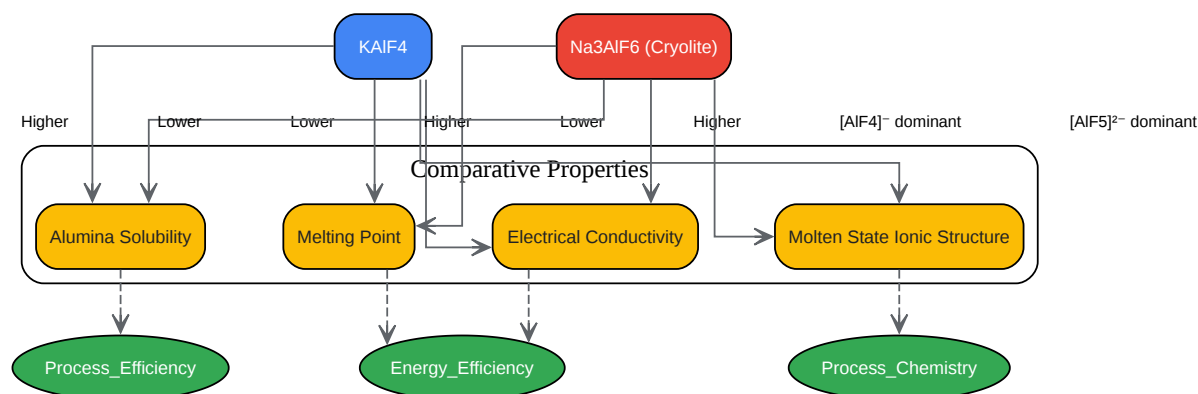 KAlF4
Na3AlF6 (Cryolite)
Higher
Lower
Lower
Higher
Lower
Higher
[AlF4]⁻ dominant
[AlF5]²⁻ dominant
Comparative Properties
Alumina Solubility
Melting Point
Electrical Conductivity
Molten State Ionic Structure
Process_Efficiency
Energy_Efficiency
Process_Chemistry